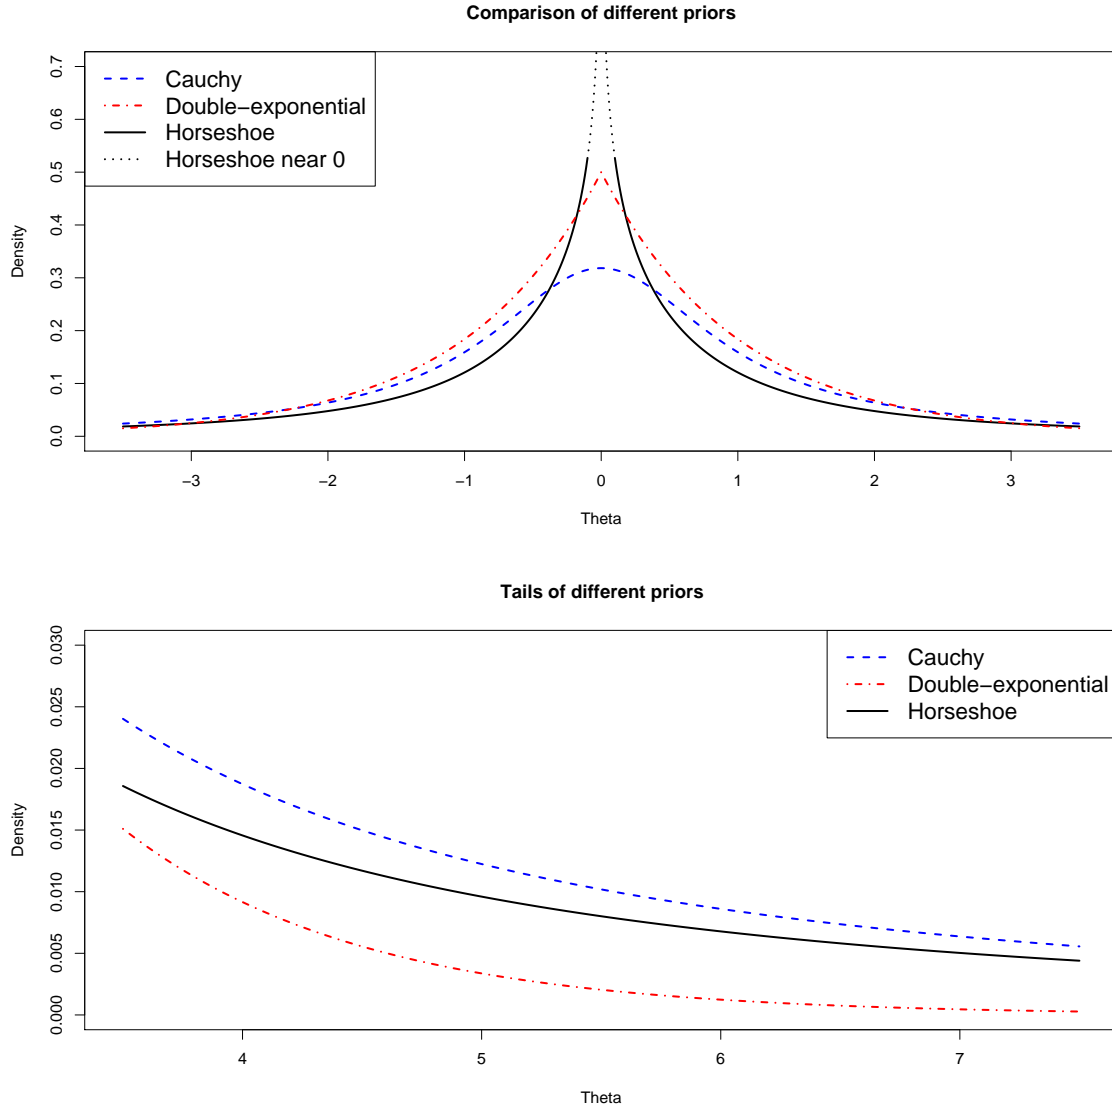 Comparison of different priors
Density
0.0 0.1 0.2 0.3 0.4 0.5 0.6 0.7
Cauchy
Double−exponential
Horseshoe
Horseshoe near 0
−3 −2 −1 0 1 2 3
Theta
Tails of different priors
Density
0.000 0.005 0.010 0.015 0.020 0.025 0.030
Cauchy
Double−exponential
Horseshoe
4 5 6 7
Theta